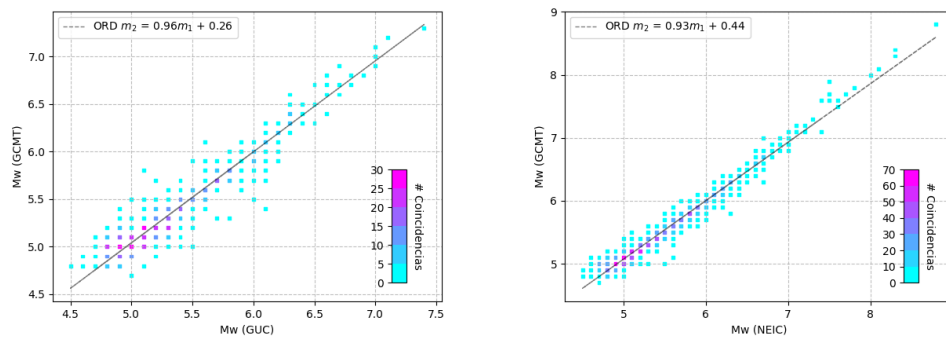 ORD m₂ = 0.96m₁ + 0.26
7.0
6.5
6.0
5.5
5.0
4.5
Mw (GCMT)
4.5 5.0 5.5 6.0 6.5 7.0 7.5
Mw (GUC)
30
25
20
15
10
5
0
# Coincidencias
ORD m₂ = 0.93m₁ + 0.44
9
8
7
6
5
Mw (GCMT)
5 6 7 8
Mw (NEIC)
70
60
50
40
30
20
10
0
# Coincidencias